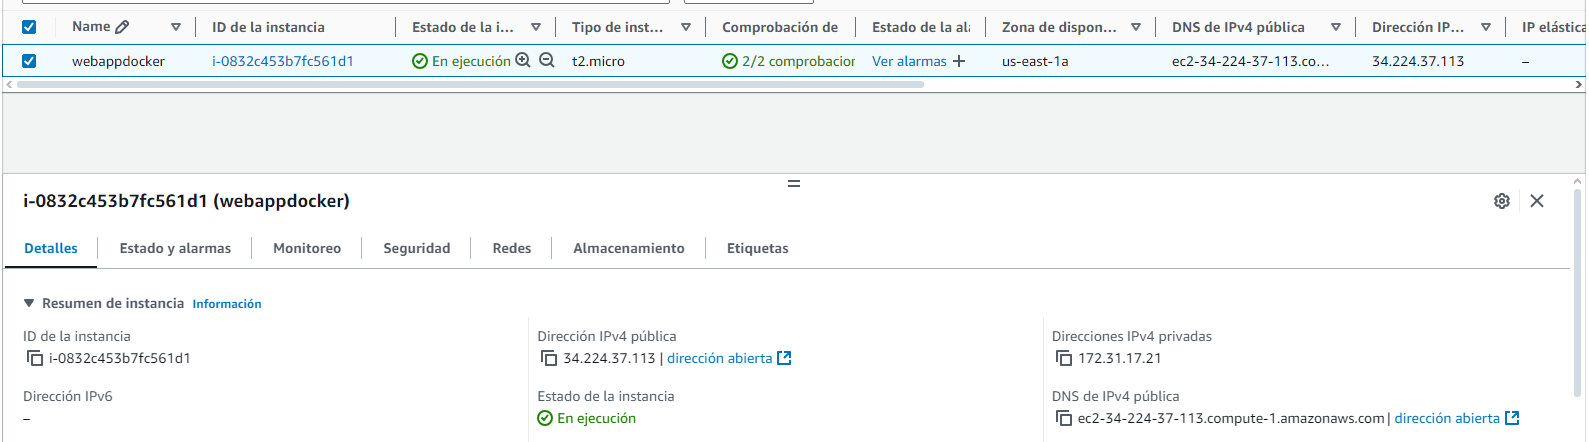 Name ID de la instancia Estado de la i... Tipo de inst... Comprobación de Estado de la ala Zona de dispon... DNS de IPv4 pública Dirección IP... IP elástica
webappdocker i-0832c453b7fc561d1 En ejecución t2.micro 2/2 comprobacion Ver alarmas + us-east-1a ec2-34-224-37-113.co... 34.224.37.113 –
i-0832c453b7fc561d1 (webappdocker)
Detalles Estado y alarmas Monitoreo Seguridad Redes Almacenamiento Etiquetas
Resumen de instancia Información
ID de la instancia Dirección IPv4 pública Direcciones IPv4 privadas
i-0832c453b7fc561d1 34.224.37.113 | dirección abierta 172.31.17.21
Dirección IPv6 Estado de la instancia DNS de IPv4 pública
– En ejecución ec2-34-224-37-113.compute-1.amazonaws.com | dirección abierta